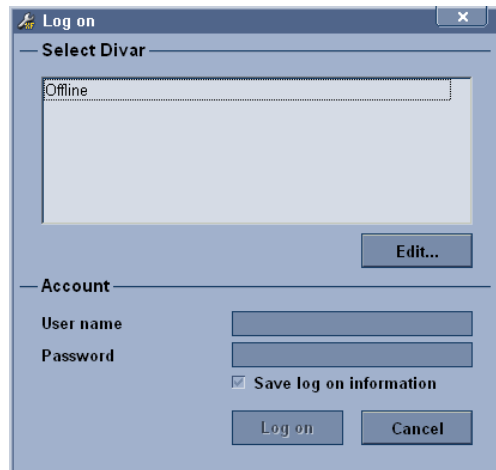 Log on
Select Divar
Offline
Edit...
Account
User name
Password
Save log on information
Log on
Cancel